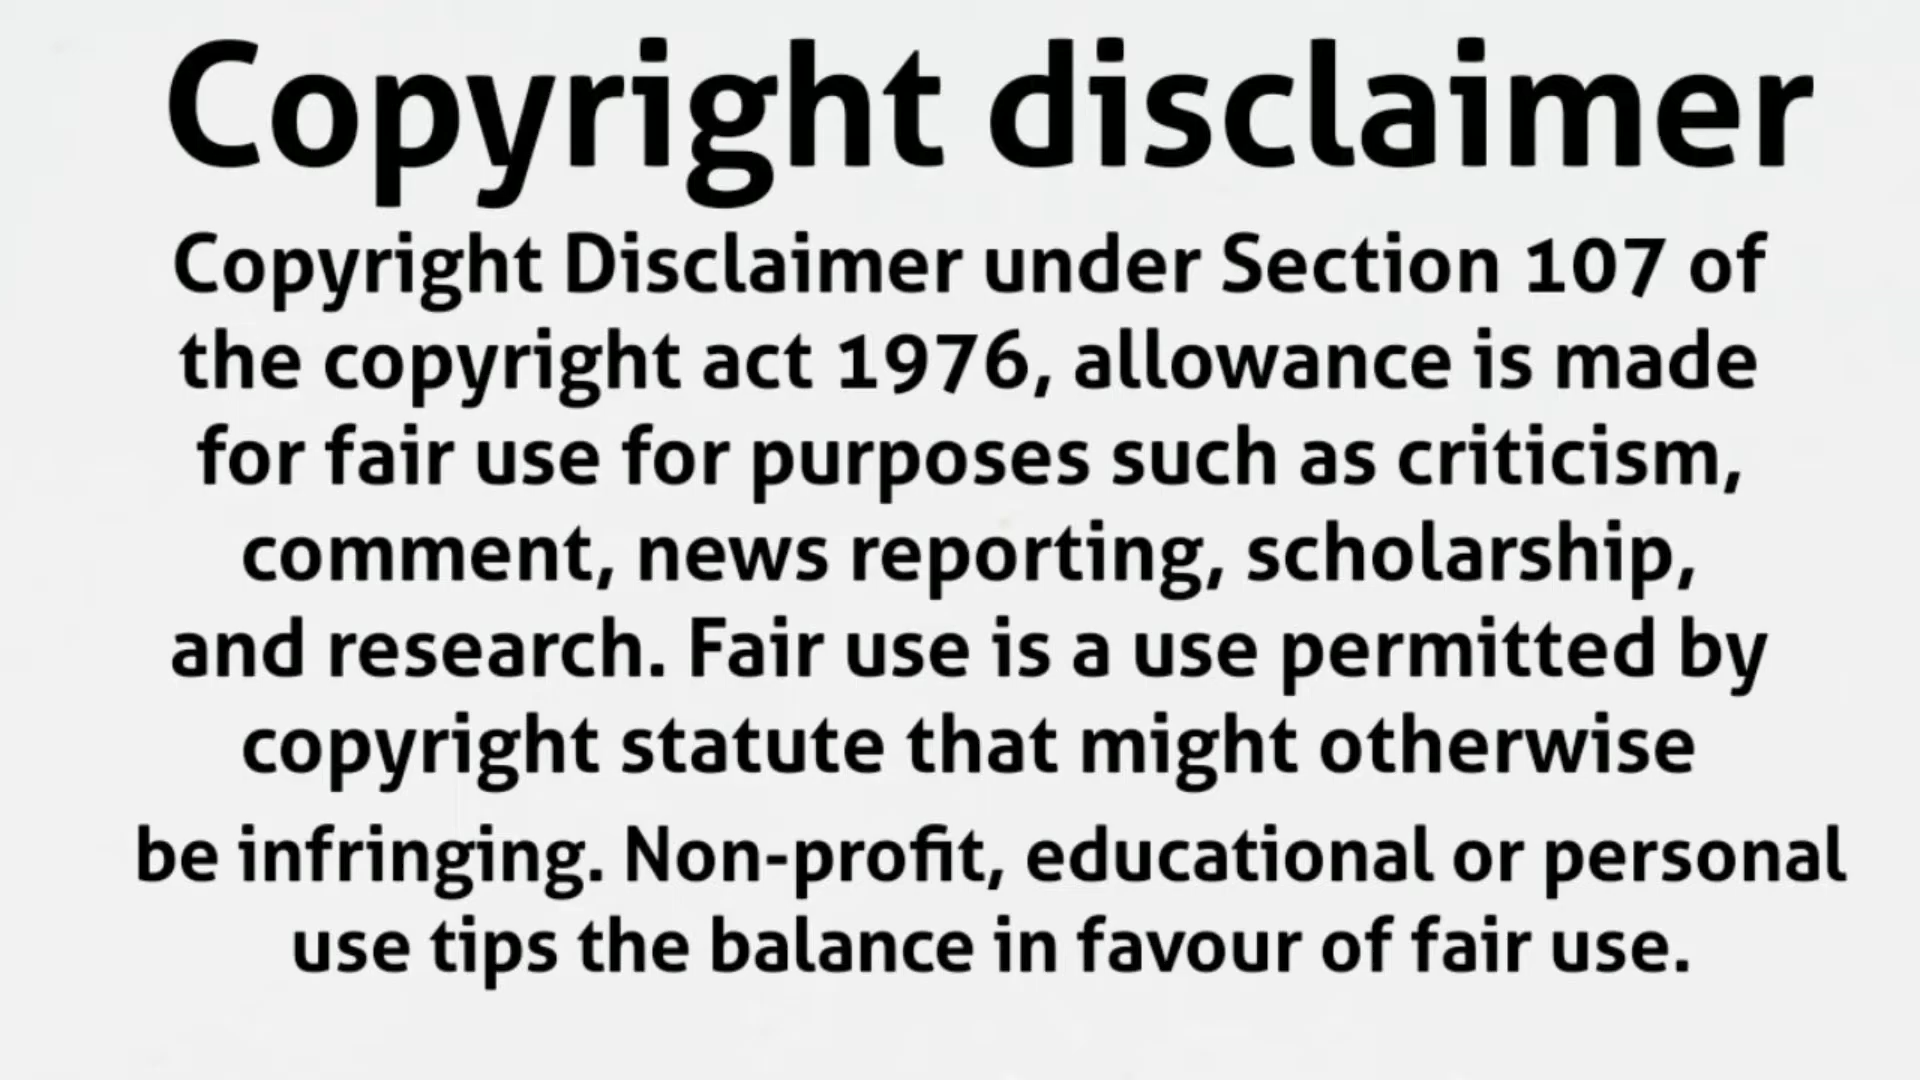 Copyright disclaimer
Copyright Disclaimer under Section 107 of
the copyright act 1976, allowance is made
for fair use for purposes such as criticism,
comment, news reporting, scholarship,
and research. Fair use is a use permitted by
copyright statute that might otherwise
be infringing. Non-profit, educational or personal
use tips the balance in favour of fair use.